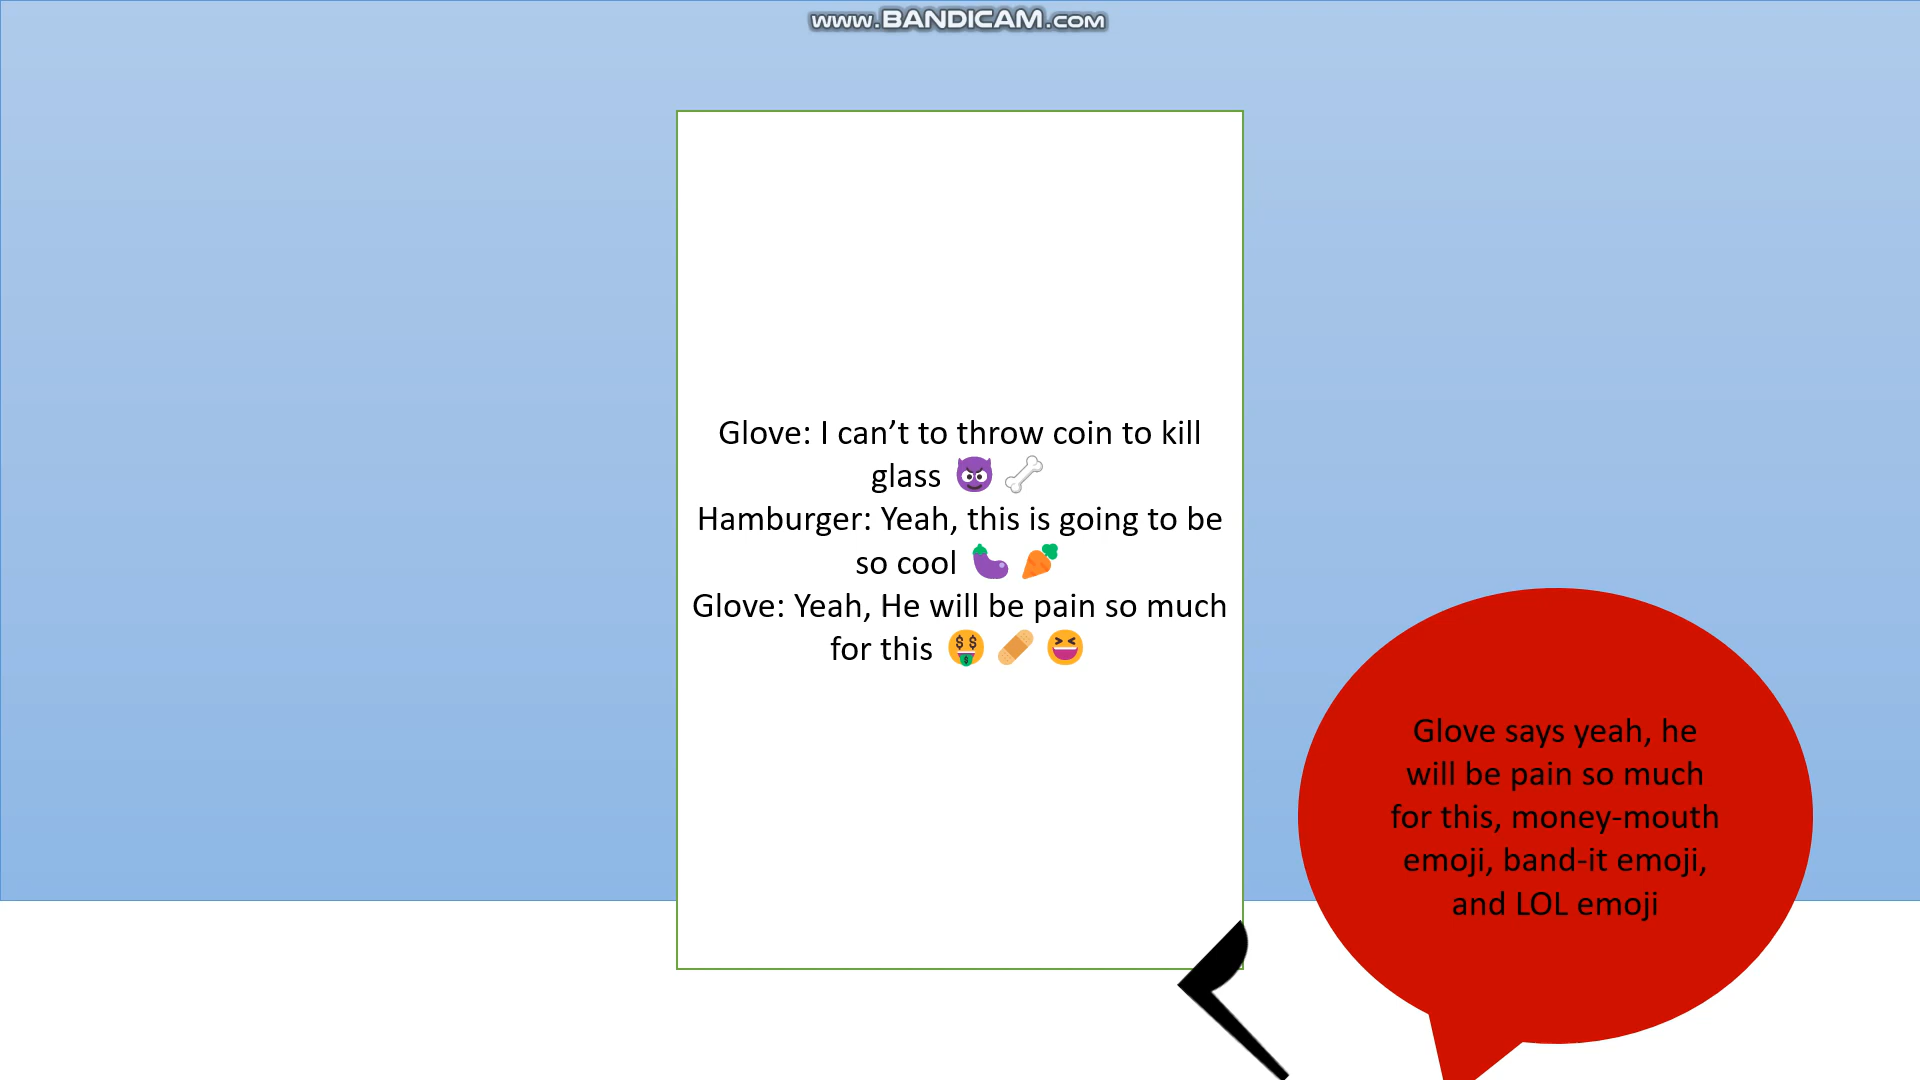 www.BANDICAM.com
Glove: I can’t to throw coin to kill
glass 😈 🦴
Hamburger: Yeah, this is going to be
so cool 🍆 🥕
Glove: Yeah, He will be pain so much
for this 🤑 🩹 😆
Glove says yeah, he
will be pain so much
for this, money-mouth
emoji, band-it emoji,
and LOL emoji